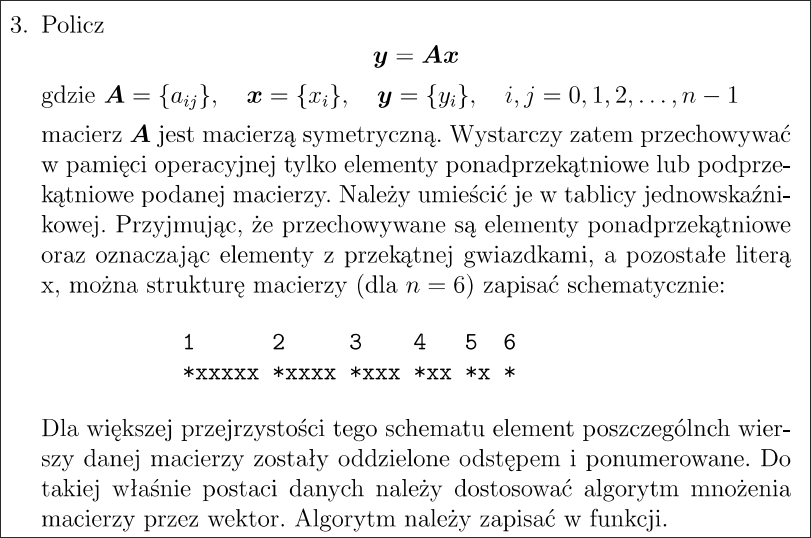 3. Policz
y = Ax
gdzie A = {a_{ij}}, x = {x_i}, y = {y_i}, i, j = 0, 1, 2, . . . , n − 1
macierz A jest macierzą symetryczną. Wystarczy zatem przechowywać
w pamięci operacyjnej tylko elementy ponadprzekątniowe lub podprze-
kątniowe podanej macierzy. Należy umieścić je w tablicy jednowskaźni-
kowej. Przyjmując, że przechowywane są elementy ponadprzekątniowe
oraz oznaczając elementy z przekątnej gwiazdkami, a pozostałe literą
x, można strukturę macierzy (dla n = 6) zapisać schematycznie:
1 2 3 4 5 6
*xxxxx *xxxx *xxx *xx *x *
Dla większej przejrzystości tego schematu element poszczególnch wier-
szy danej macierzy zostały oddzielone odstępem i ponumerowane. Do
takiej właśnie postaci danych należy dostosować algorytm mnożenia
macierzy przez wektor. Algorytm należy zapisać w funkcji.